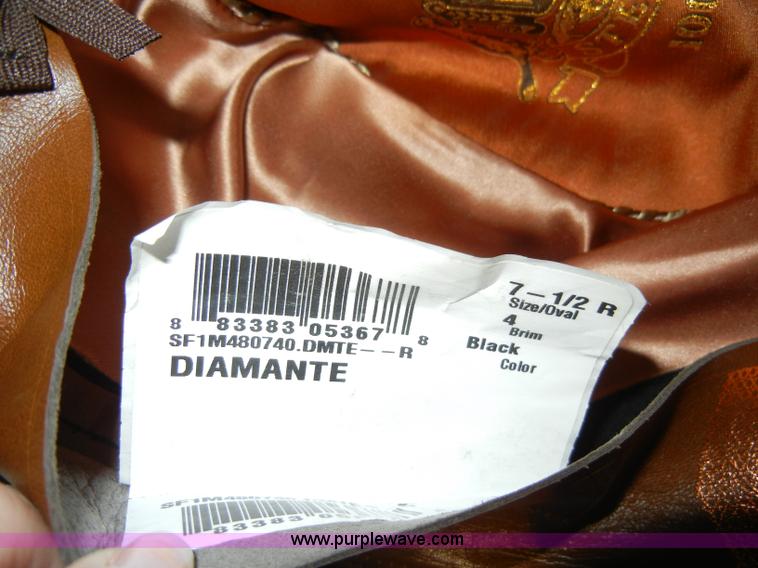 8 83383 05367 8
SF1M480740.DMTE--R
DIAMANTE
7-1/2 R
Size/Oval
4
Brim
Black
Color
www.purplewave.com